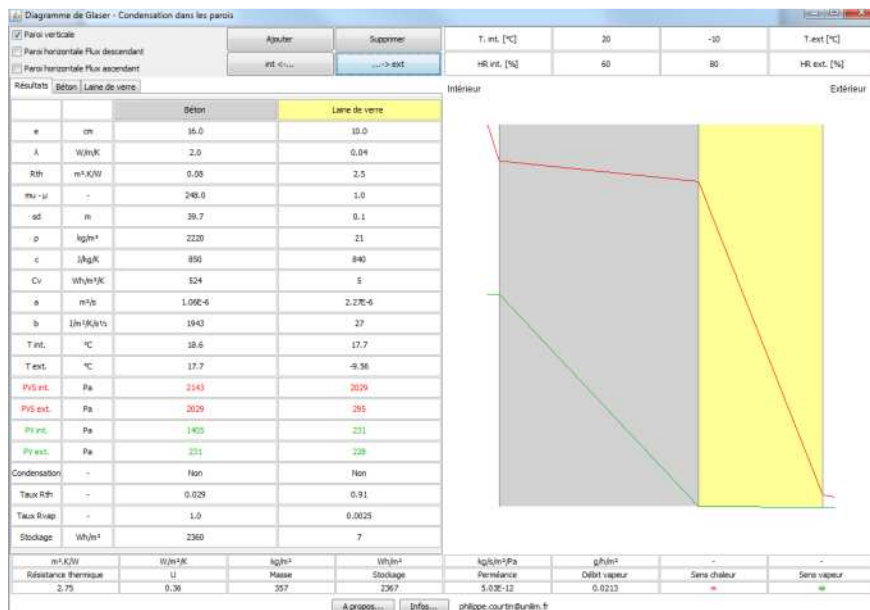 Diagramme de Glaser - Condensation dans les parois
Paroi verticale
Paroi horizontale Flux descendant
Paroi horizontale Flux ascendant
Ajouter Supprimer
int <-... ...-> ext
T. int. [°C] 20 -10 T.ext [°C]
HR int. [%] 60 80 HR ext. [%]
Résultats Béton Laine de verre
Intérieur Extérieur
Béton Laine de verre
e cm 16.0 10.0
λ W/m/K 2.0 0.04
Rth m².K/W 0.08 2.5
mu - μ - 248.0 1.0
sd m 39.7 0.1
ρ kg/m³ 2220 21
c J/kg/K 850 840
Cv Wh/m³/K 524 5
a m²/s 1.06E-6 2.27E-6
b J/m²/K/s½ 1943 27
T int. °C 18.6 17.7
T ext. °C 17.7 -9.56
PVS int. Pa 2143 2029
PVS ext. Pa 2029 295
PV int. Pa 1405 231
PV ext. Pa 231 228
Condensation - Non Non
Taux Rth - 0.029 0.91
Taux Rvap - 1.0 0.0025
Stockage Wh/m² 2360 7
m².K/W W/m²/K kg/m² Wh/m² kg/s/m²/Pa g/h/m² - -
Résistance thermique U Masse Stockage Perméance Débit vapeur Sens chaleur Sens vapeur
2.75 0.36 357 2367 5.03E-12 0.0213
A propos... Infos... philippe.courtin@unilim.fr